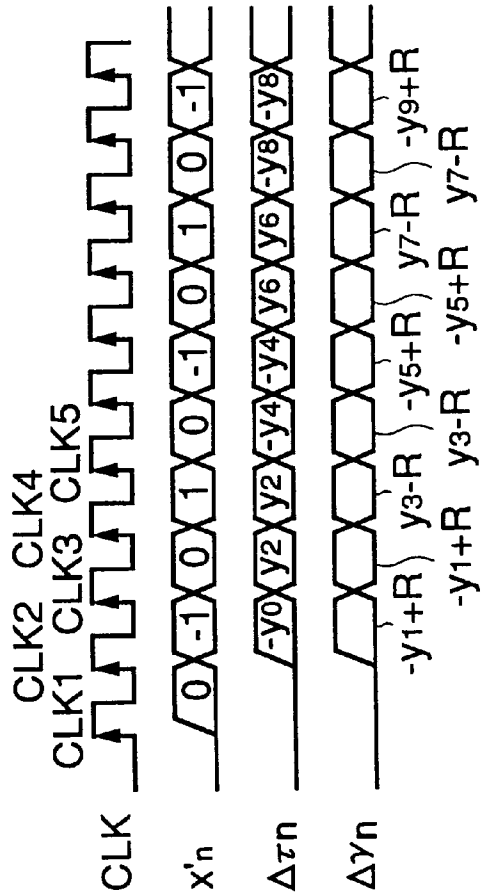 CLK1 CLK2 CLK3 CLK4 CLK5
CLK
x'n 0 -1 0 1 0 -1 0 1 0 -1
Δτn -y0 y2 y2 -y4 -y4 y6 y6 -y8 -y8
Δγn
-y1+R -y1+R y3-R y3-R -y5+R -y5+R y7-R y7-R -y9+R